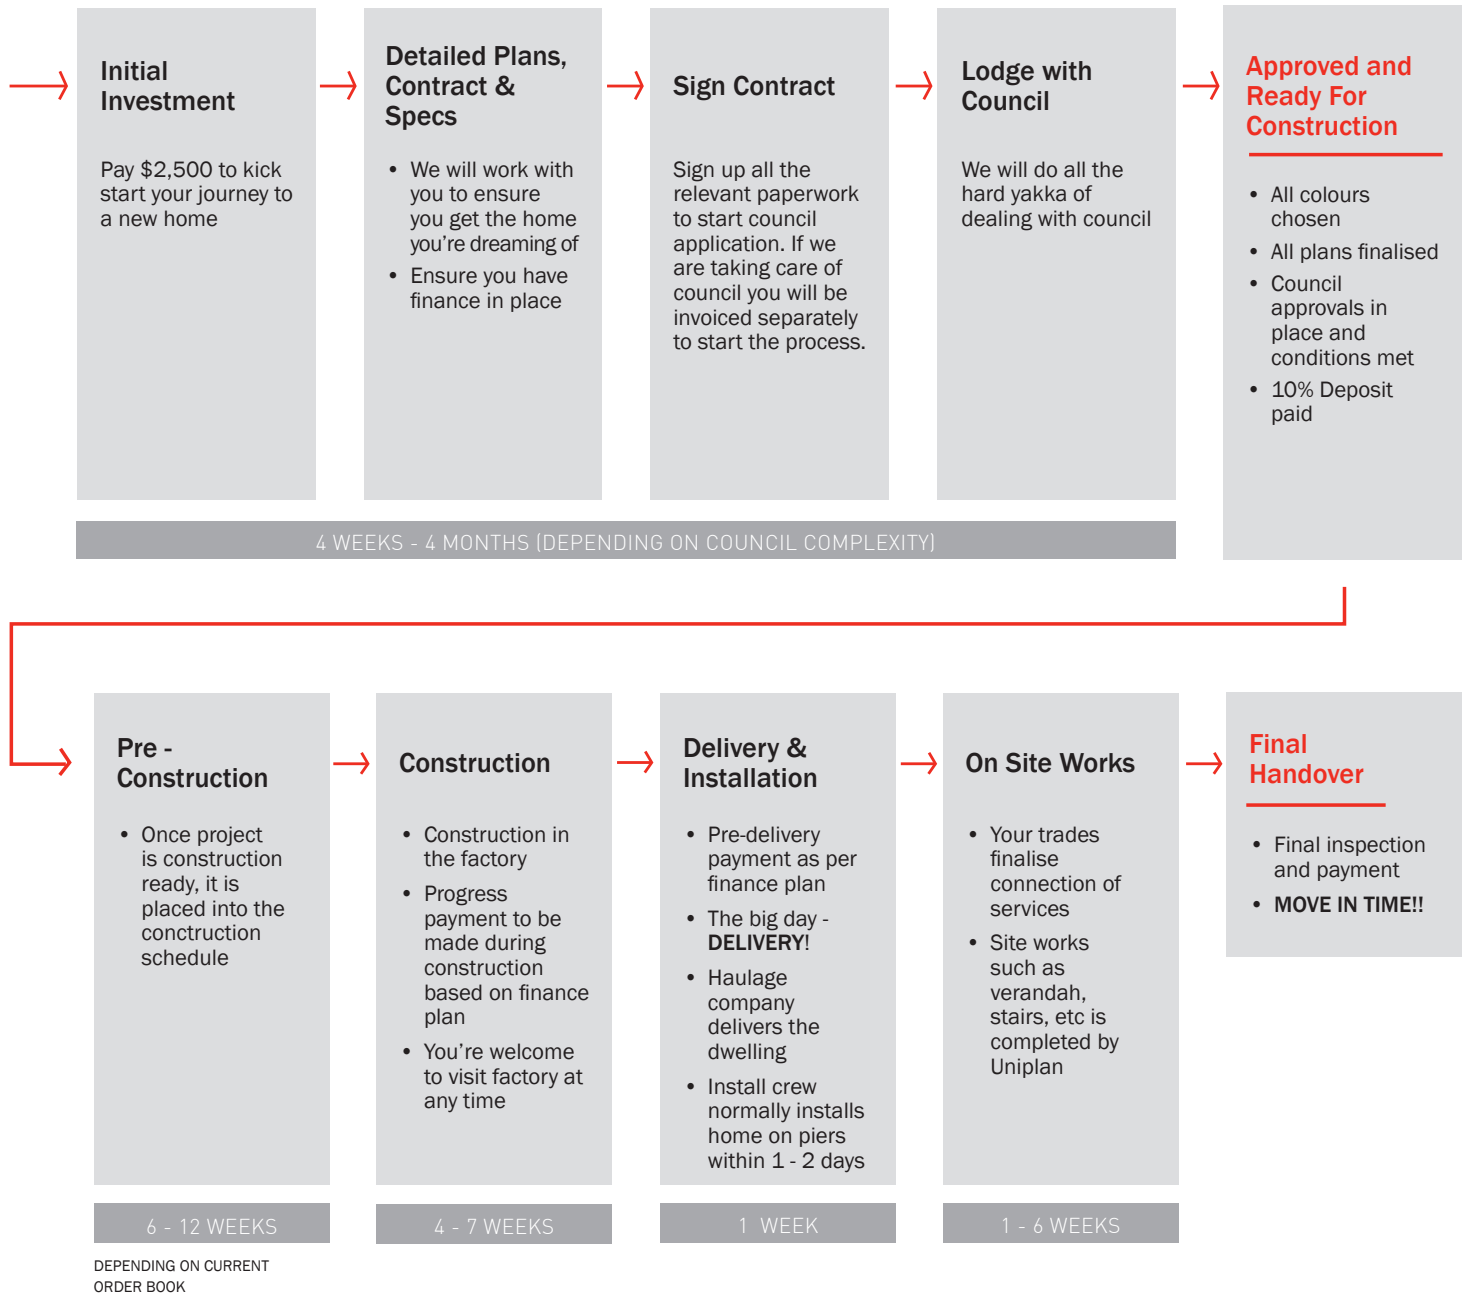 Initial
Investment
Pay $2,500 to kick
start your journey to
a new home
Detailed Plans,
Contract &
Specs
• We will work with
you to ensure
you get the home
you're dreaming of
• Ensure you have
finance in place
Sign Contract
Sign up all the
relevant paperwork
to start council
application. If we
are taking care of
council you will be
invoiced separately
to start the process.
Lodge with
Council
We will do all the
hard yakka of
dealing with council
Approved and
Ready For
Construction
• All colours
chosen
• All plans finalised
• Council
approvals in
place and
conditions met
• 10% Deposit
paid
4 WEEKS - 4 MONTHS (DEPENDING ON COUNCIL COMPLEXITY)
Pre -
Construction
• Once project
is construction
ready, it is
placed into the
conctruction
schedule
6 - 12 WEEKS
DEPENDING ON CURRENT
ORDER BOOK
Construction
• Construction in
the factory
• Progress
payment to be
made during
construction
based on finance
plan
• You're welcome
to visit factory at
any time
4 - 7 WEEKS
Delivery &
Installation
• Pre-delivery
payment as per
finance plan
• The big day -
DELIVERY!
• Haulage
company
delivers the
dwelling
• Install crew
normally installs
home on piers
within 1 - 2 days
1 WEEK
On Site Works
• Your trades
finalise
connection of
services
• Site works
such as
verandah,
stairs, etc is
completed by
Uniplan
1 - 6 WEEKS
Final
Handover
• Final inspection
and payment
• MOVE IN TIME!!